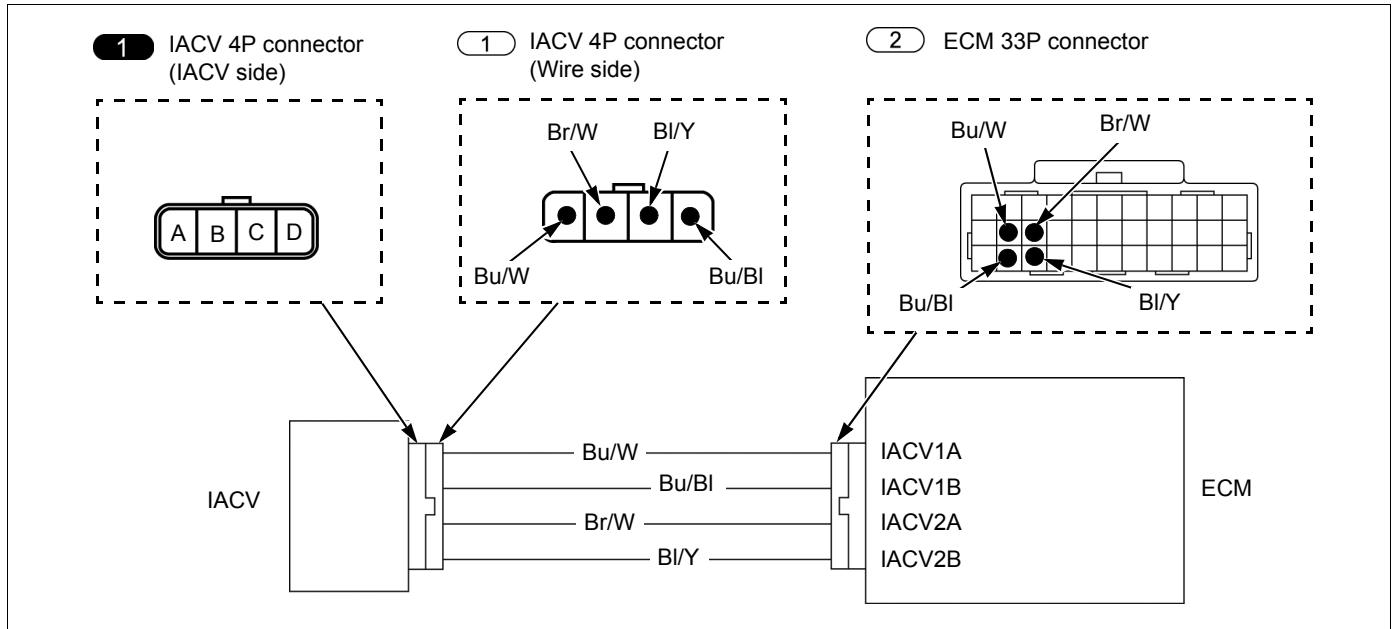 1 IACV 4P connector
(IACV side)
1 IACV 4P connector
(Wire side)
2 ECM 33P connector
A B C D
Br/W Bl/Y
Bu/W Bu/Bl
Bu/W Br/W
Bu/Bl Bl/Y
IACV
Bu/W
Bu/Bl
Br/W
Bl/Y
IACV1A
IACV1B
IACV2A
IACV2B
ECM